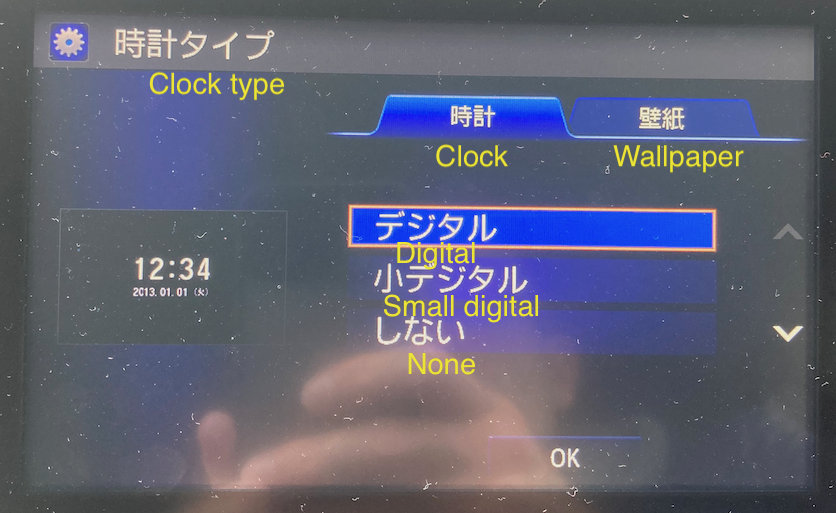 時計タイプ
Clock type
時計
壁紙
Clock
Wallpaper
デジタル
Digital
12:34
2013.01.01（火）
小デジタル
Small digital
しない
None
OK